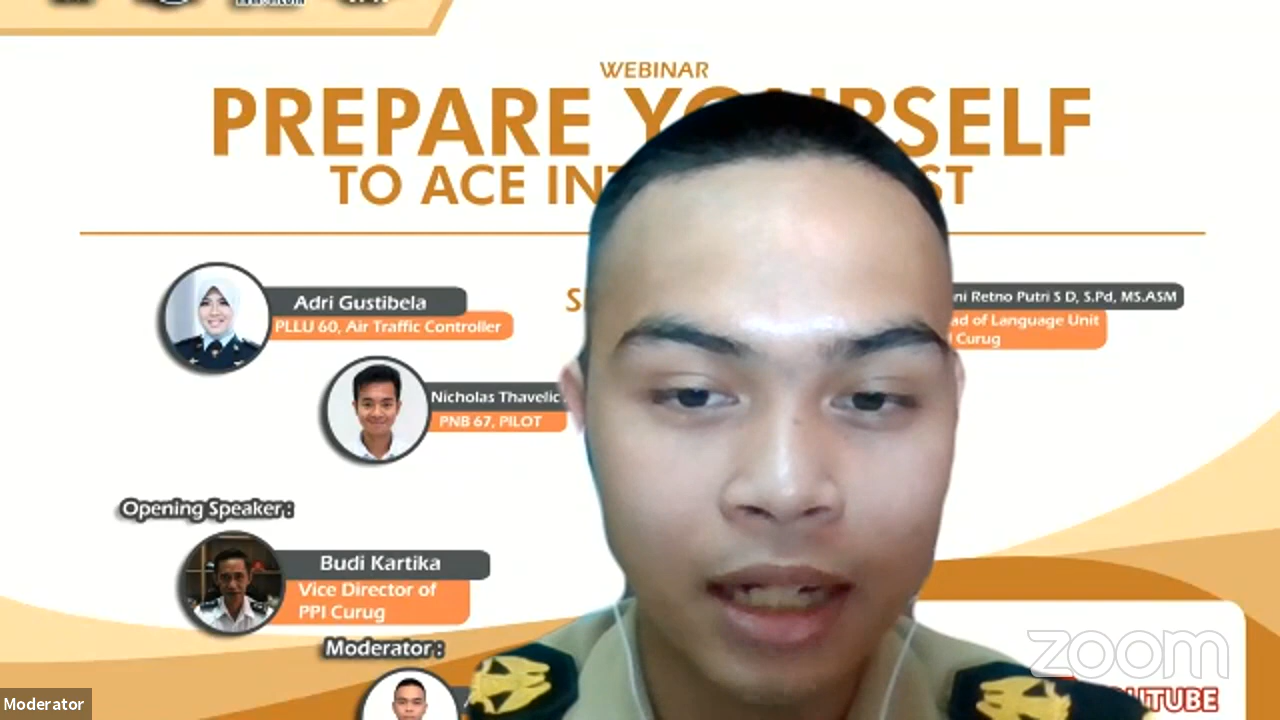 WEBINAR
PREPARE YOURSELF
TO ACE INT ST
Adri Gustibela
PLLU 60, Air Traffic Controller
ni Retno Putri S D, S.Pd, MS.ASM
ad of Language Unit
Curug
Nicholas Thavelic
PNB 67, PILOT
Opening Speaker :
Budi Kartika
Vice Director of
PPI Curug
Moderator :
zoom
UTUBE
Moderator